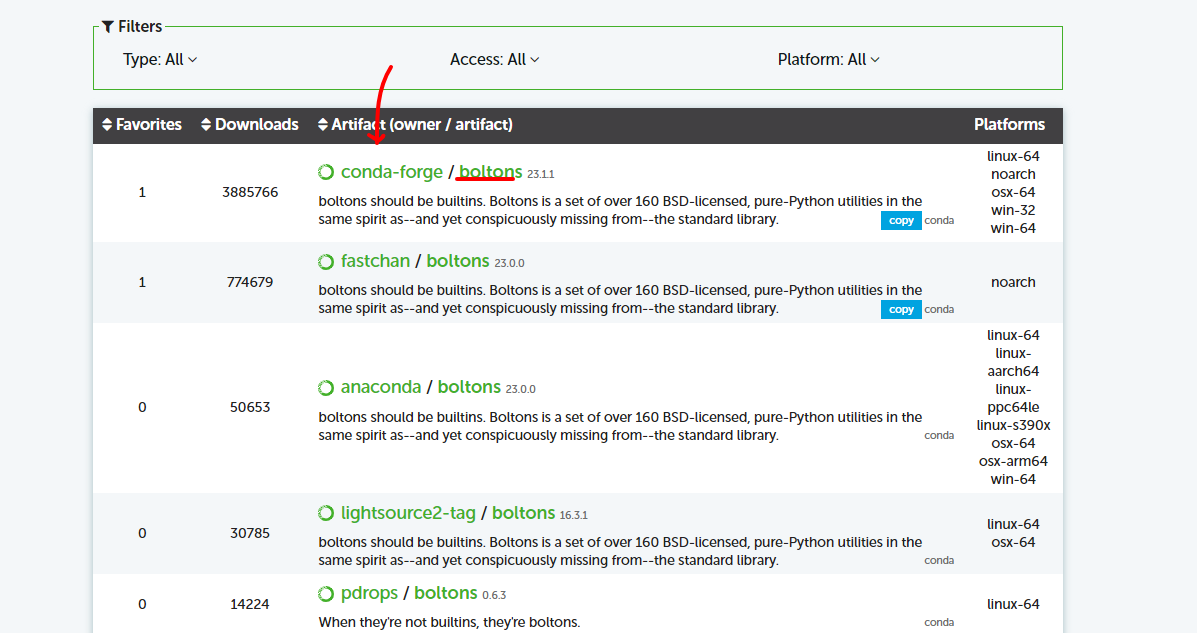 Filters
Type: All
Access: All
Platform: All
Favorites Downloads Artifact (owner / artifact) Platforms
conda-forge / boltons 23.1.1
1 3885766
boltons should be builtins. Boltons is a set of over 160 BSD-licensed, pure-Python utilities in the
same spirit as--and yet conspicuously missing from--the standard library.
copy conda
linux-64
noarch
osx-64
win-32
win-64
fastchan / boltons 23.0.0
1 774679
boltons should be builtins. Boltons is a set of over 160 BSD-licensed, pure-Python utilities in the
same spirit as--and yet conspicuously missing from--the standard library.
copy conda
noarch
anaconda / boltons 23.0.0
0 50653
boltons should be builtins. Boltons is a set of over 160 BSD-licensed, pure-Python utilities in the
same spirit as--and yet conspicuously missing from--the standard library.
conda
linux-64
linux-
aarch64
linux-
ppc64le
linux-s390x
osx-64
osx-arm64
win-64
lightsource2-tag / boltons 16.3.1
0 30785
boltons should be builtins. Boltons is a set of over 160 BSD-licensed, pure-Python utilities in the
same spirit as--and yet conspicuously missing from--the standard library.
conda
linux-64
osx-64
pdrops / boltons 0.6.3
0 14224
When they're not builtins, they're boltons.
conda
linux-64